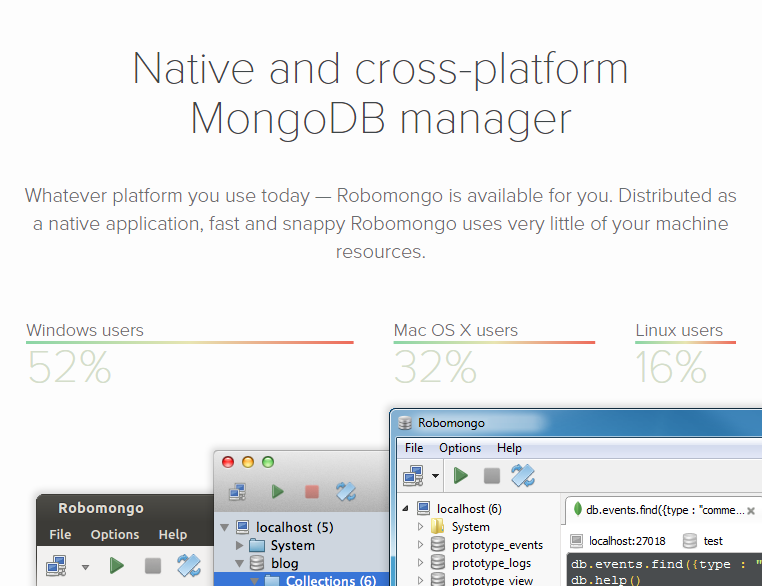 Native and cross-platform
MongoDB manager
Whatever platform you use today — Robomongo is available for you. Distributed as
a native application, fast and snappy Robomongo uses very little of your machine
resources.
Windows users
52%
Mac OS X users
32%
Linux users
16%
Robomongo
File Options Help
localhost (5)
System
blog
Collections (6)
Robomongo
File Options Help
localhost (6)
System
prototype_events
prototype_logs
prototype_view
db.events.find({type : "comme...
localhost:27018 test
db.events.find({type : "
db.help()